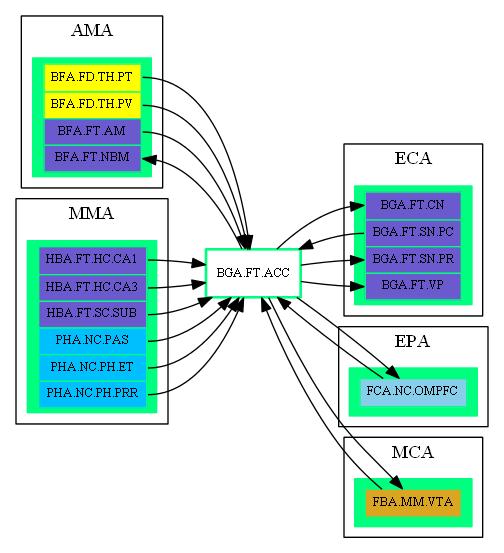 AMA
BFA.FD.TH.PT
BFA.FD.TH.PV
BFA.FT.AM
BFA.FT.NBM
MMA
HBA.FT.HC.CA1
HBA.FT.HC.CA3
HBA.FT.SC.SUB
PHA.NC.PAS
PHA.NC.PH.ET
PHA.NC.PH.PRR
BGA.FT.ACC
ECA
BGA.FT.CN
BGA.FT.SN.PC
BGA.FT.SN.PR
BGA.FT.VP
EPA
FCA.NC.OMPFC
MCA
FBA.MM.VTA